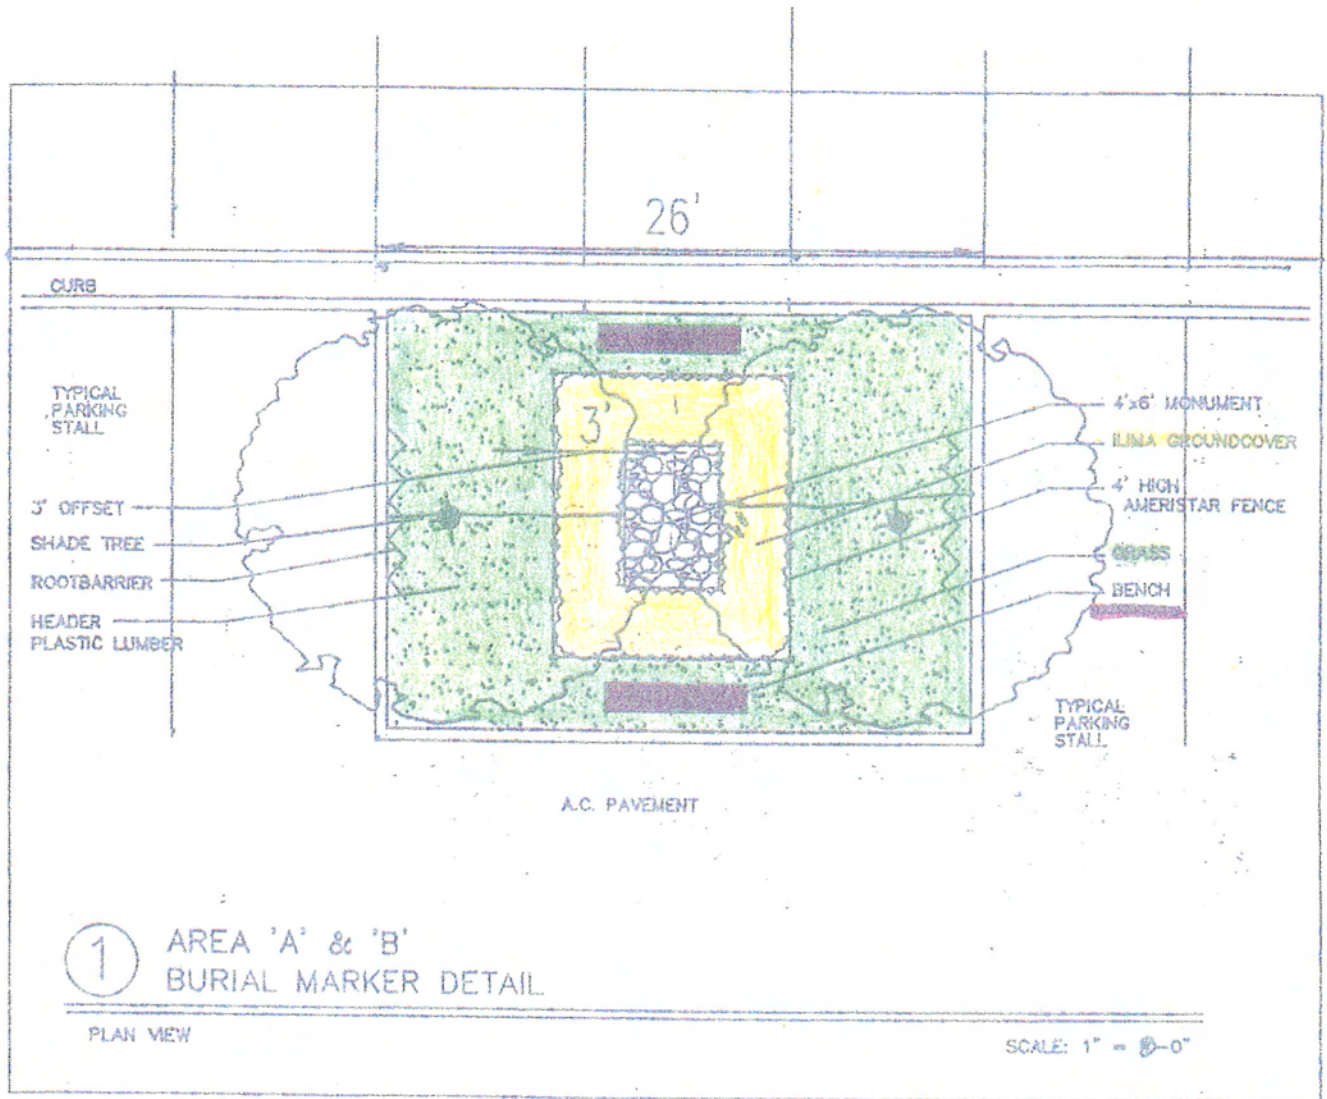 26'
CURB
TYPICAL
PARKING
STALL
3'
4'x6' MONUMENT
ILIMA GROUNDCOVER
4' HIGH
AMERISTAR FENCE
3' OFFSET
SHADE TREE
ROOTBARRIER
HEADER
PLASTIC LUMBER
GRASS
BENCH
TYPICAL
PARKING
STALL
A.C. PAVEMENT
1
AREA 'A' & 'B'
BURIAL MARKER DETAIL
PLAN VIEW
SCALE: 1" = -0"